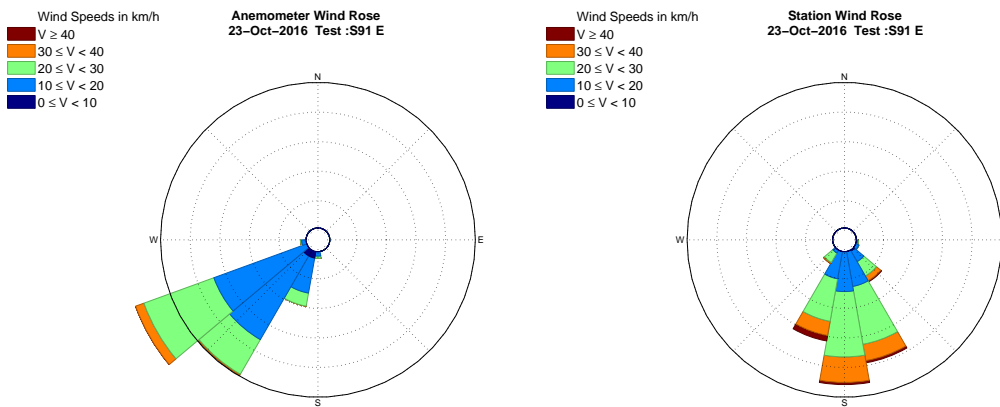 Wind Speeds in km/h
V ≥ 40
30 ≤ V < 40
20 ≤ V < 30
10 ≤ V < 20
0 ≤ V < 10
Anemometer Wind Rose
23−Oct−2016 Test :S91 E
N
W
E
S
Wind Speeds in km/h
V ≥ 40
30 ≤ V < 40
20 ≤ V < 30
10 ≤ V < 20
0 ≤ V < 10
Station Wind Rose
23−Oct−2016 Test :S91 E
N
W
S